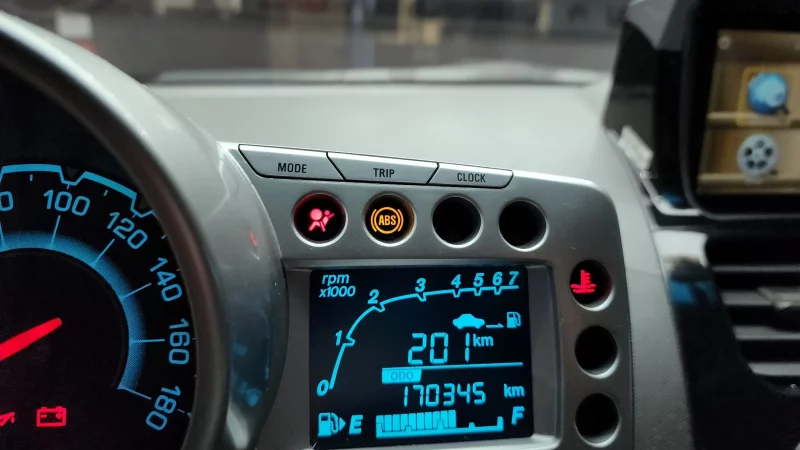 MODE TRIP CLOCK
ABS
rpm
x1000
0 1 2 3 4 5 6 7
100
120
140
160
180
201 km
ODO
170345 km
E F